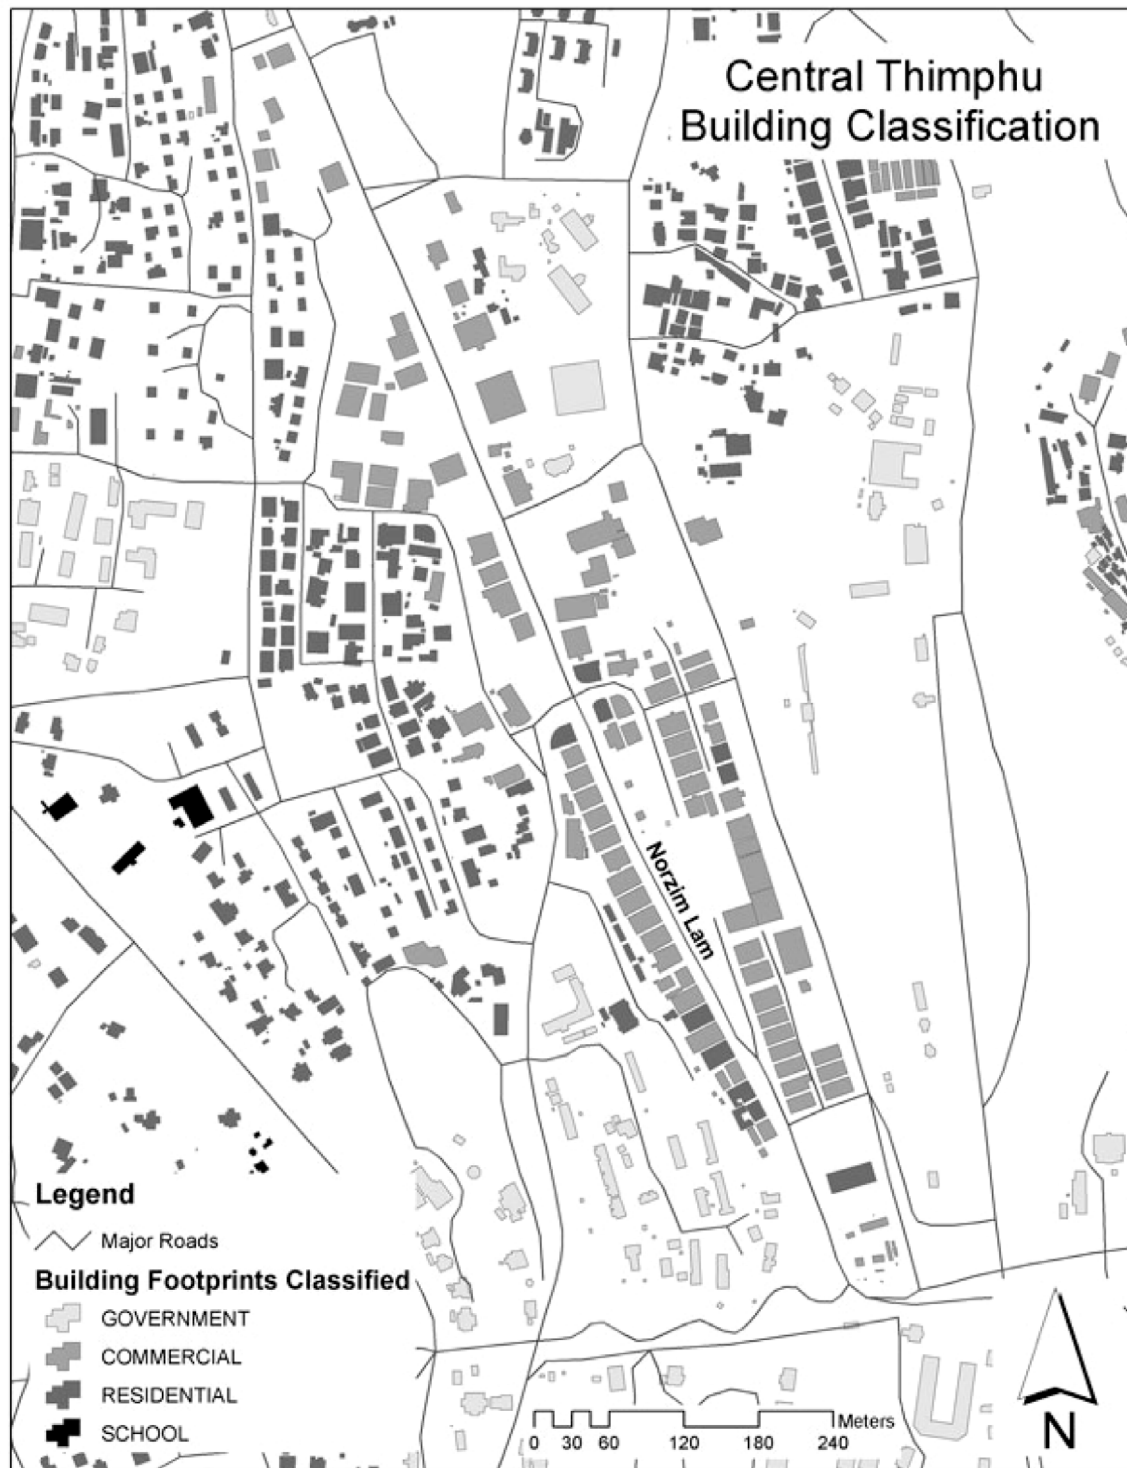 Central Thimphu
Building Classification
Norzim Lam
Legend
Major Roads
Building Footprints Classified
GOVERNMENT
COMMERCIAL
RESIDENTIAL
SCHOOL
Meters
0 30 60 120 180 240
N